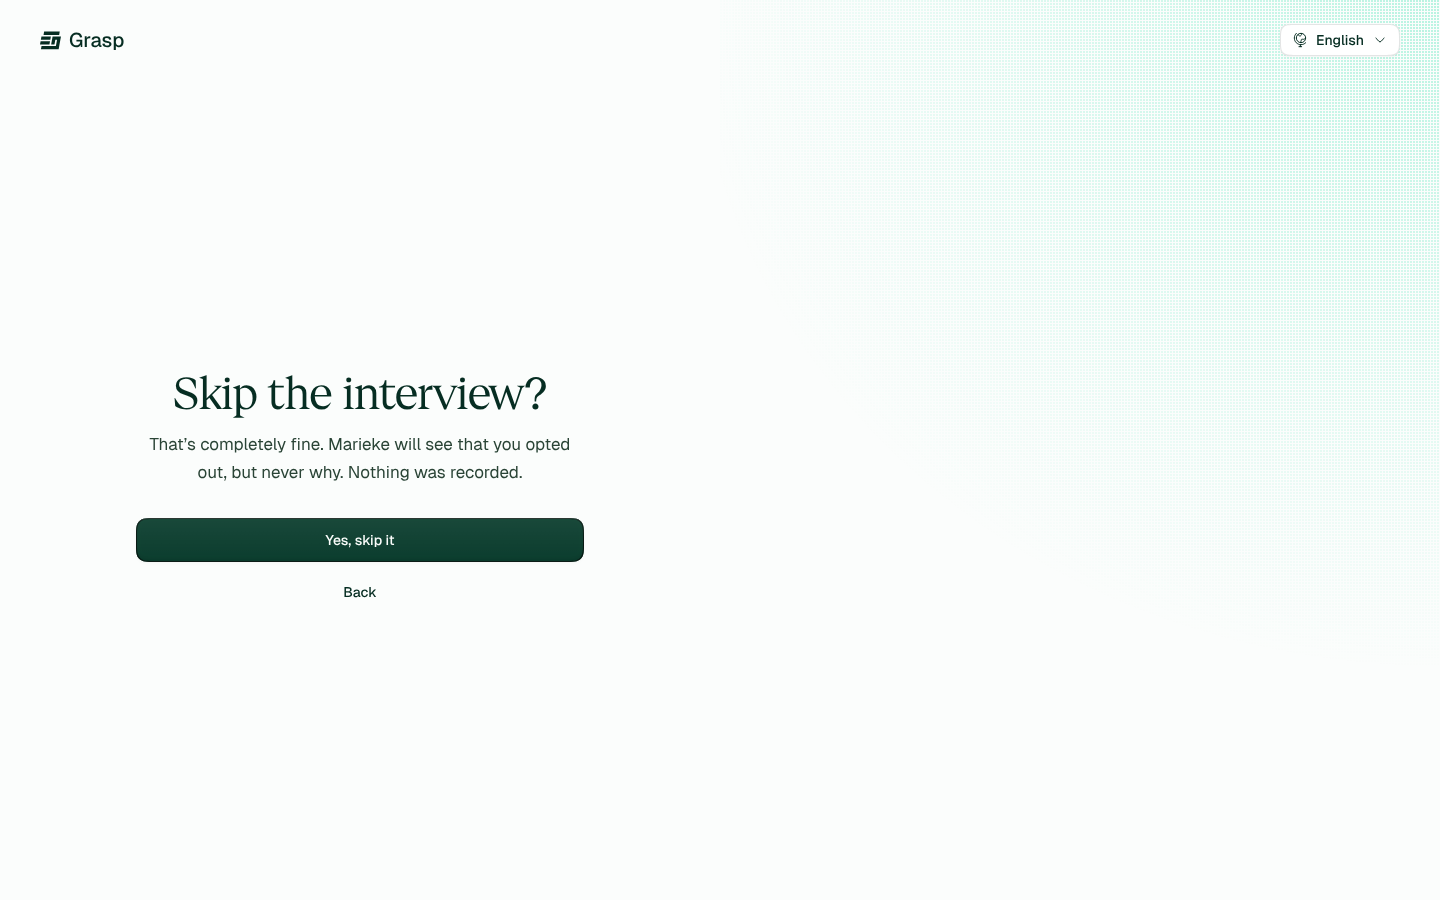 Grasp
English
Skip the interview?
That’s completely fine. Marieke will see that you opted
out, but never why. Nothing was recorded.
Yes, skip it
Back